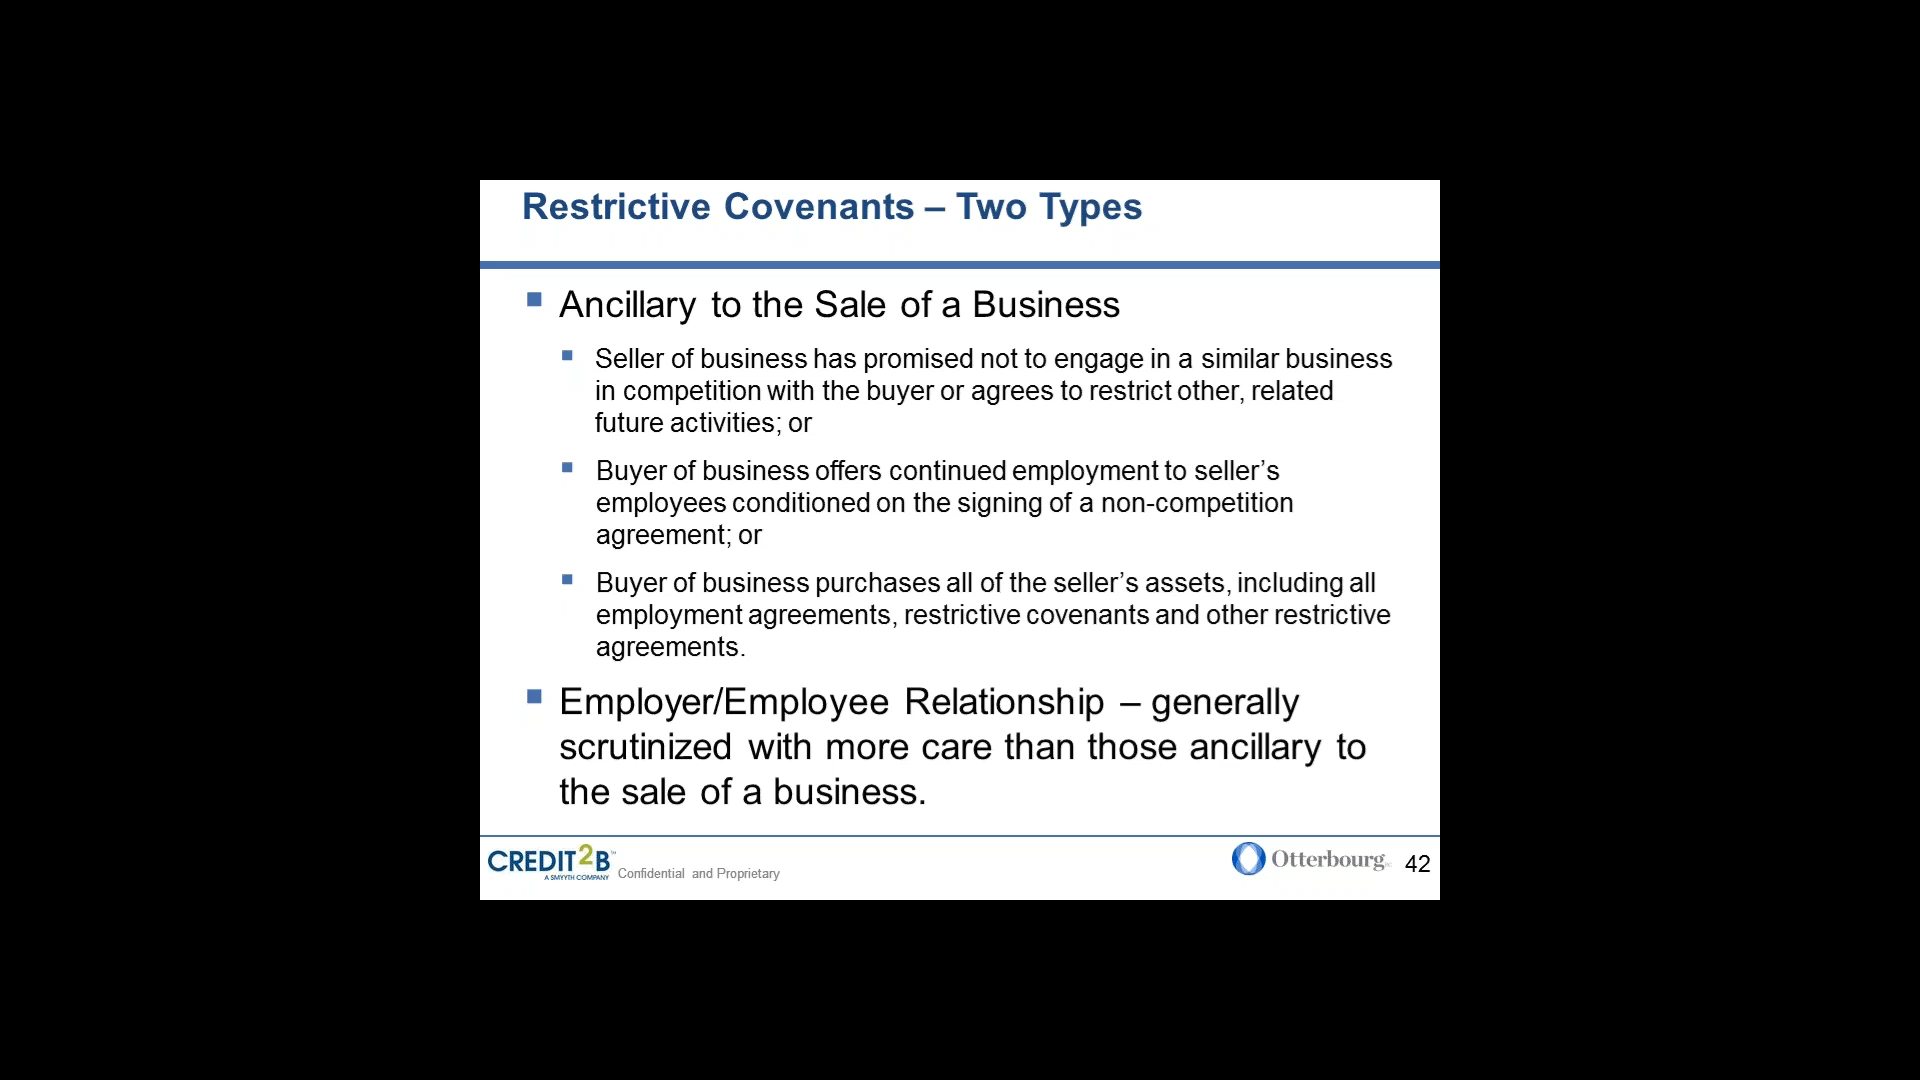 Restrictive Covenants – Two Types
Ancillary to the Sale of a Business
Seller of business has promised not to engage in a similar business
in competition with the buyer or agrees to restrict other, related
future activities; or
Buyer of business offers continued employment to seller’s
employees conditioned on the signing of a non-competition
agreement; or
Buyer of business purchases all of the seller’s assets, including all
employment agreements, restrictive covenants and other restrictive
agreements.
Employer/Employee Relationship – generally
scrutinized with more care than those ancillary to
the sale of a business.
CREDIT2B
A SMYYTH COMPANY
Confidential and Proprietary
Otterbourg
42